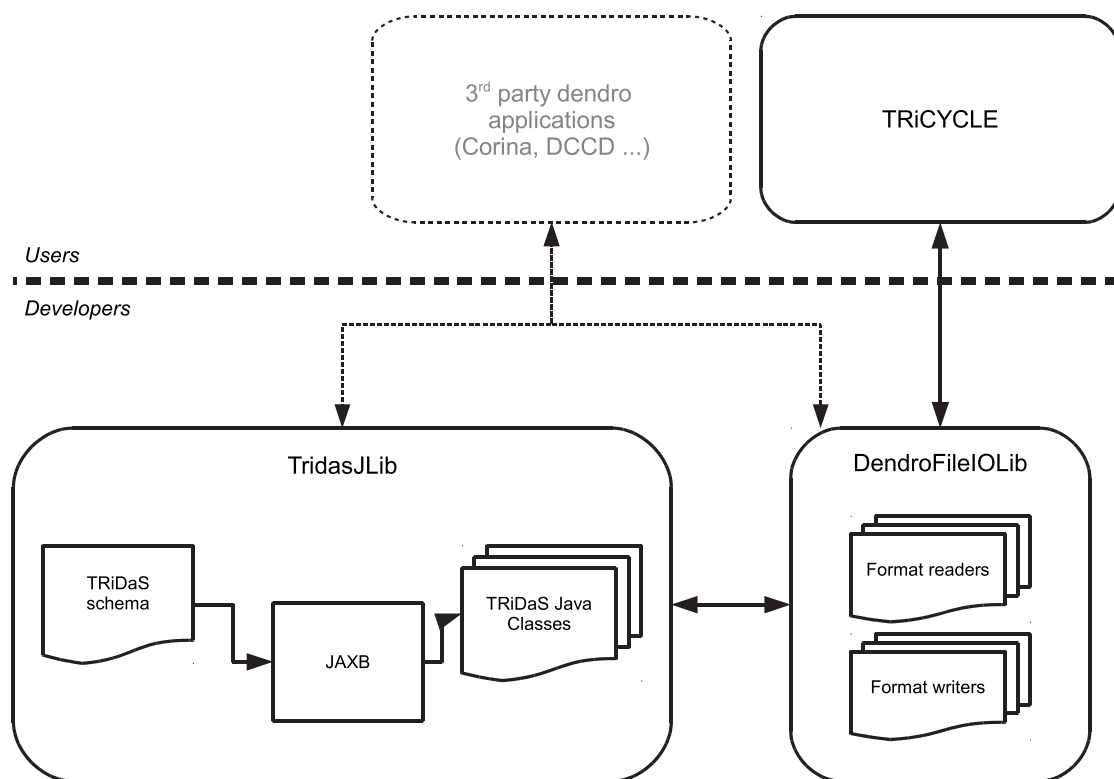 3rd party dendro
applications
(Corina, DCCD ...)
TRiCYCLE
Users
Developers
TridasJLib
DendroFileIOLib
TRiDaS
schema
JAXB
TRiDaS Java
Classes
Format readers
Format writers